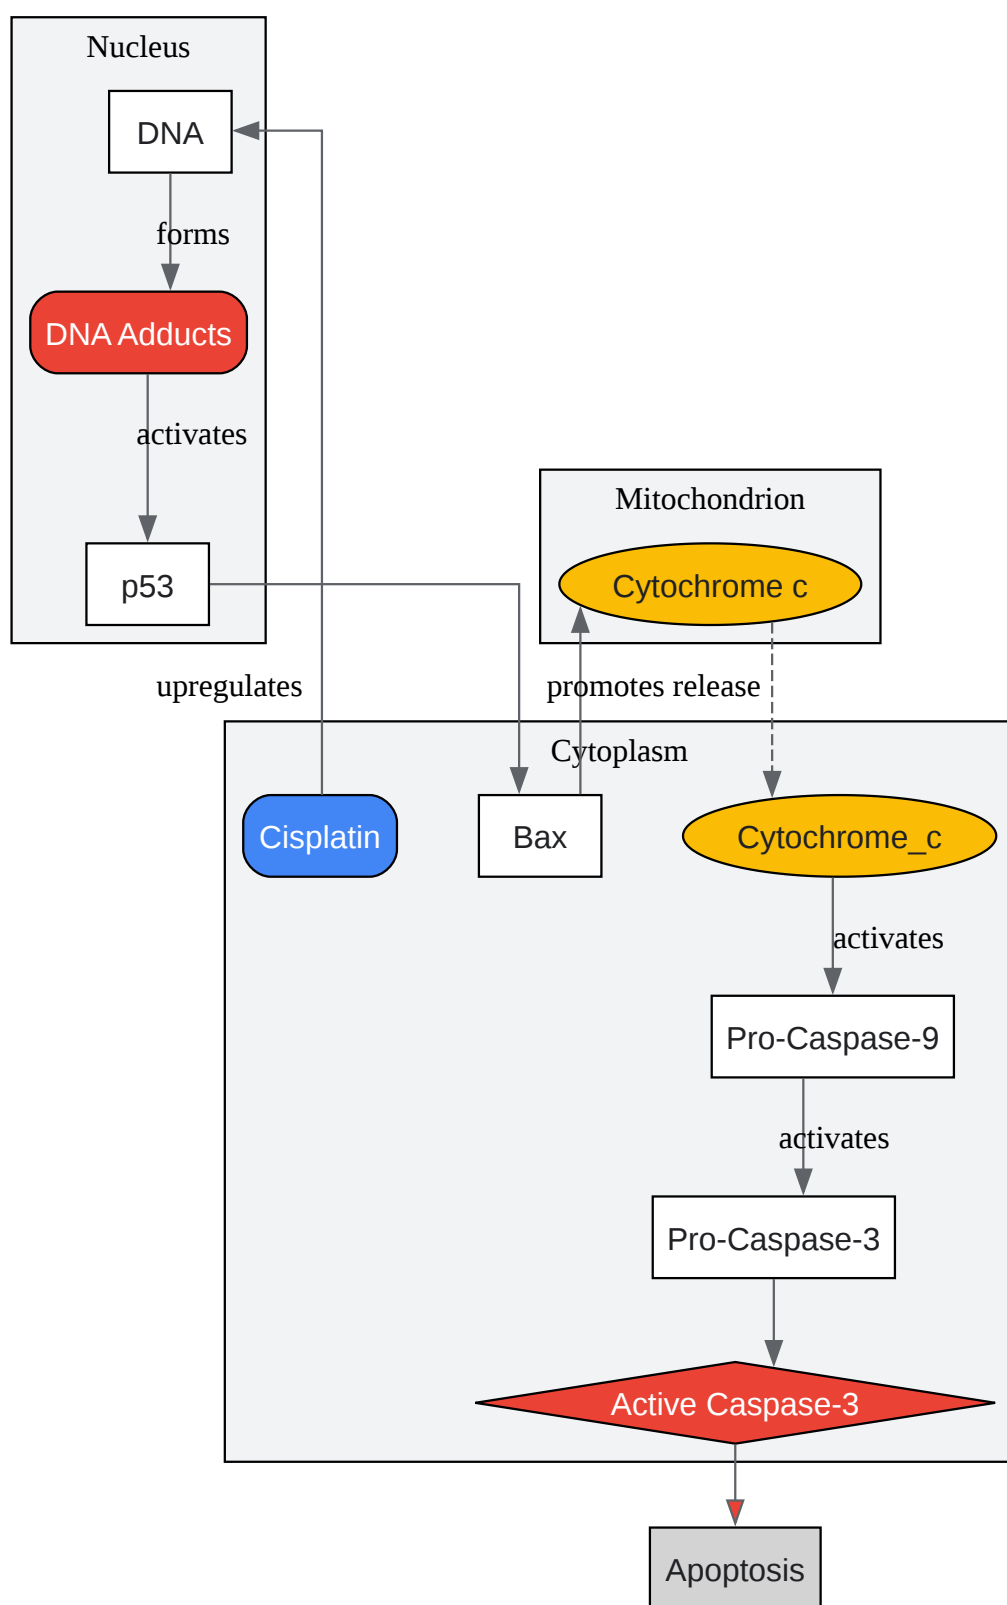 Nucleus
DNA
forms
DNA Adducts
activates
p53
Mitochondrion
Cytochrome c
upregulates
promotes release
Cytoplasm
Cisplatin
Bax
Cytochrome_c
activates
Pro-Caspase-9
activates
Pro-Caspase-3
Active Caspase-3
Apoptosis